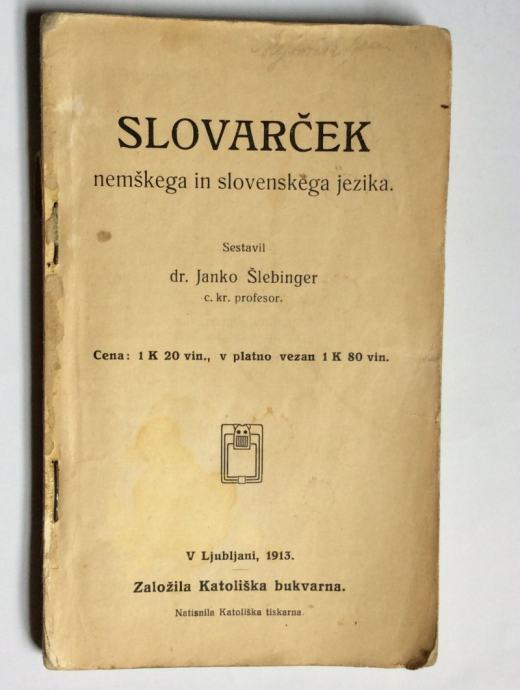 SLOVARČEK
nemškega in slovenskega jezika.
Sestavil
dr. Janko Šlebinger
c. kr. profesor.
Cena: 1 K 20 vin., v platno vezan 1 K 80 vin.
V Ljubljani, 1913.
Založila Katoliška bukvarna.
Natisnila Katoliška tiskarna.